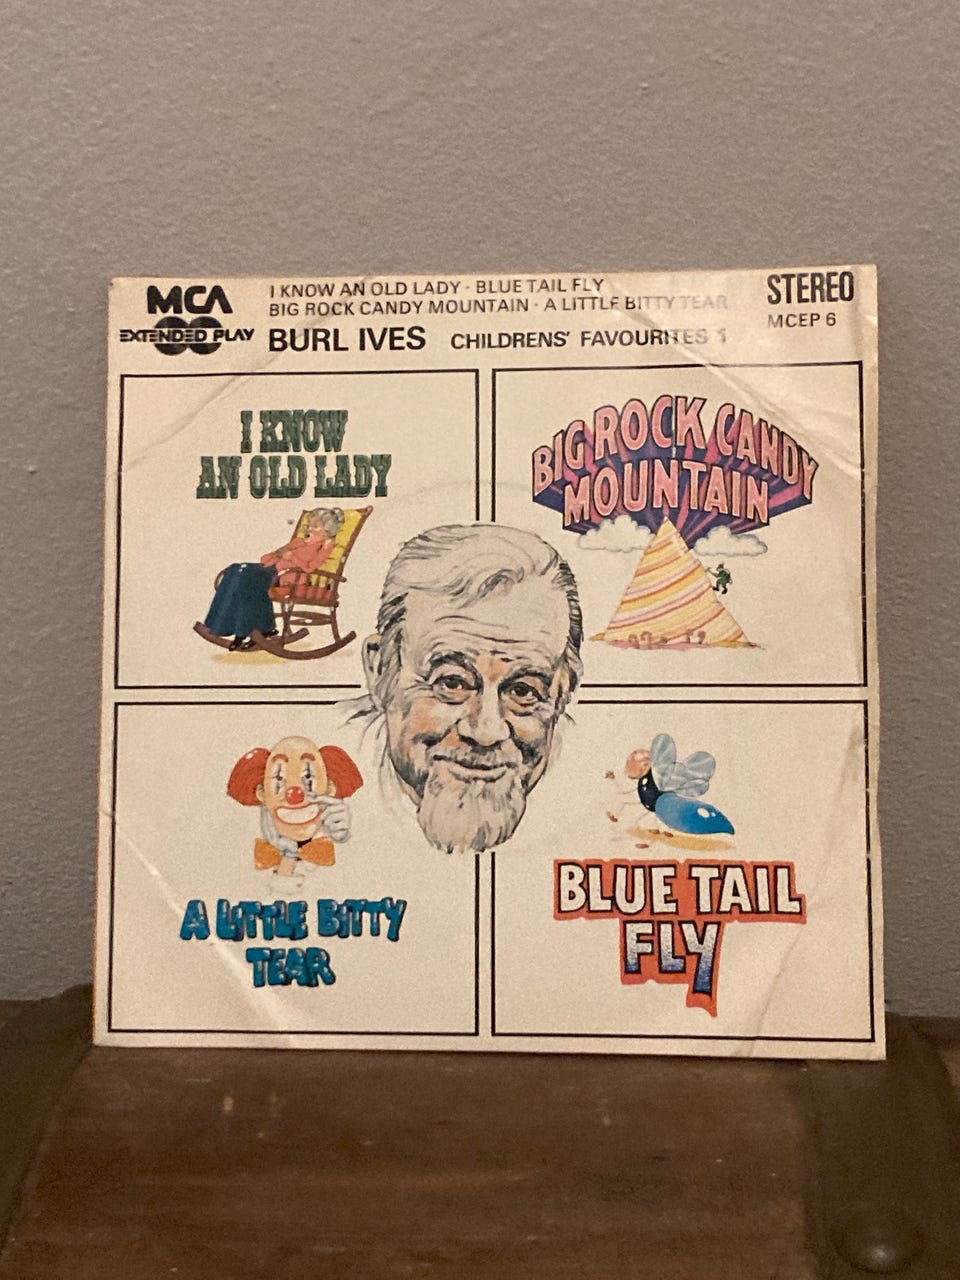 MCA
EXTENDED PLAY
I KNOW AN OLD LADY · BLUE TAIL FLY
BIG ROCK CANDY MOUNTAIN · A LITTLE BITTY TEAR
BURL IVES CHILDRENS' FAVOURITES 1
STEREO
MCEP 6
I KNOW
AN OLD LADY
BIG ROCK CANDY
MOUNTAIN
A LITTLE BITTY
TEAR
BLUE TAIL
FLY